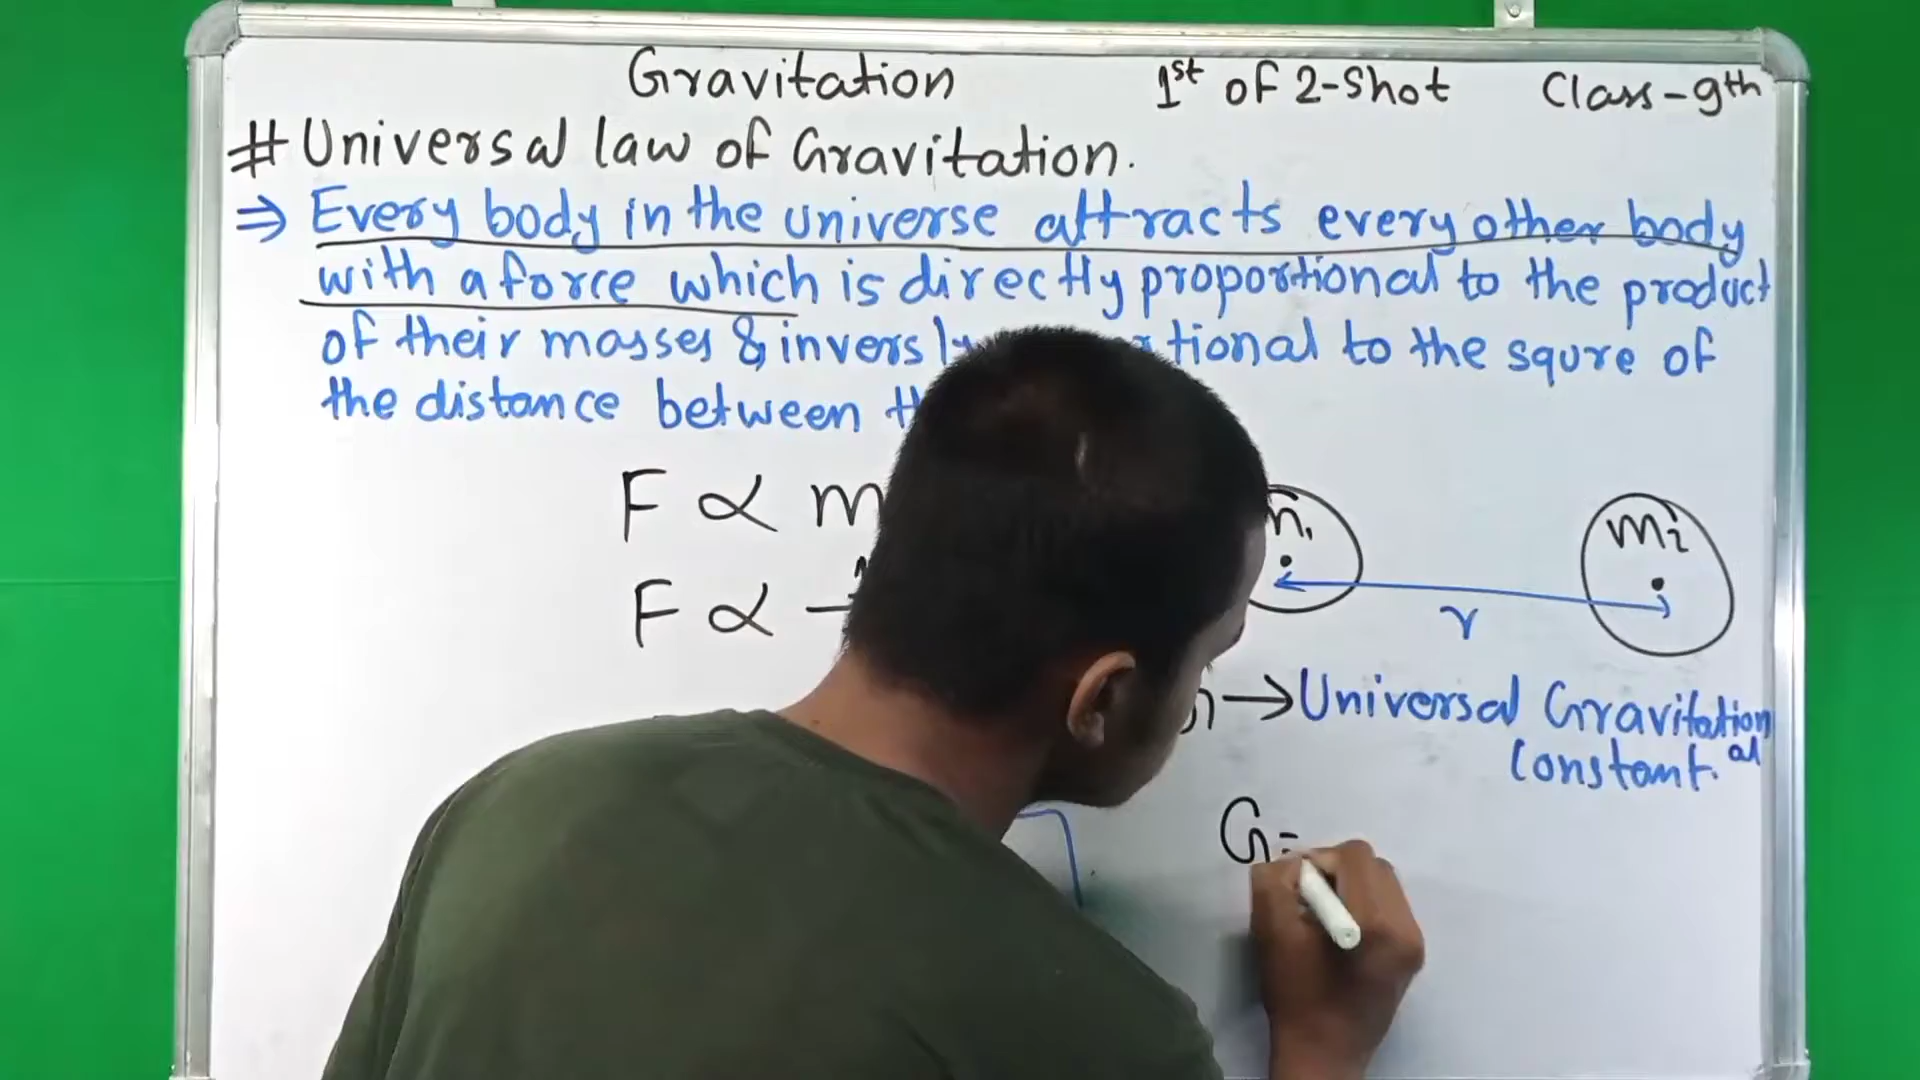 Gravitation 1st of 2-Shot Class-9th
# Universal law of Gravitation.
⇒ Every body in the universe attracts every other body
with a force which is directly proportional to the product
of their masses & inversly tional to the squre of
the distance between
F ∝ m
F ∝
m₁ m₂
r
→ Universal Gravitation
al
Constant.
G=